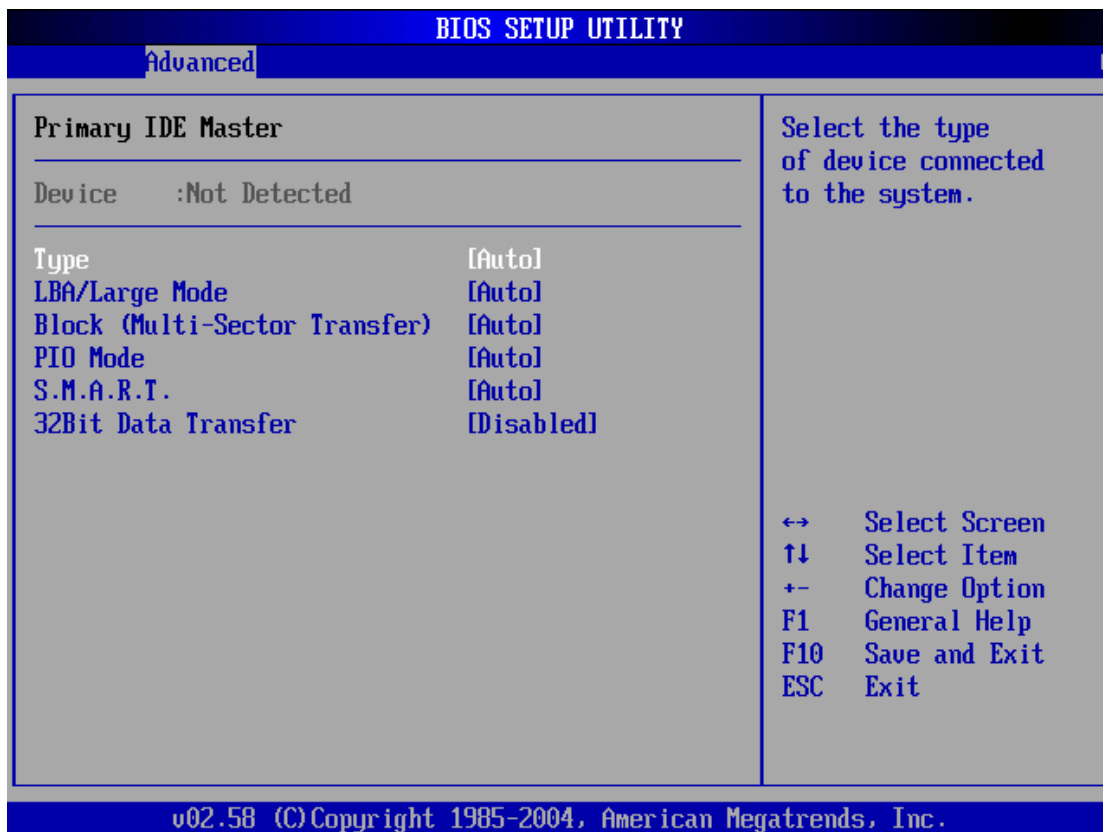 BIOS SETUP UTILITY
Advanced
Primary IDE Master
Device :Not Detected
Type [Auto]
LBA/Large Mode [Auto]
Block (Multi-Sector Transfer) [Auto]
PIO Mode [Auto]
S.M.A.R.T. [Auto]
32Bit Data Transfer [Disabled]
Select the type
of device connected
to the system.
←→ Select Screen
↑↓ Select Item
+- Change Option
F1 General Help
F10 Save and Exit
ESC Exit
v02.58 (C)Copyright 1985-2004, American Megatrends, Inc.